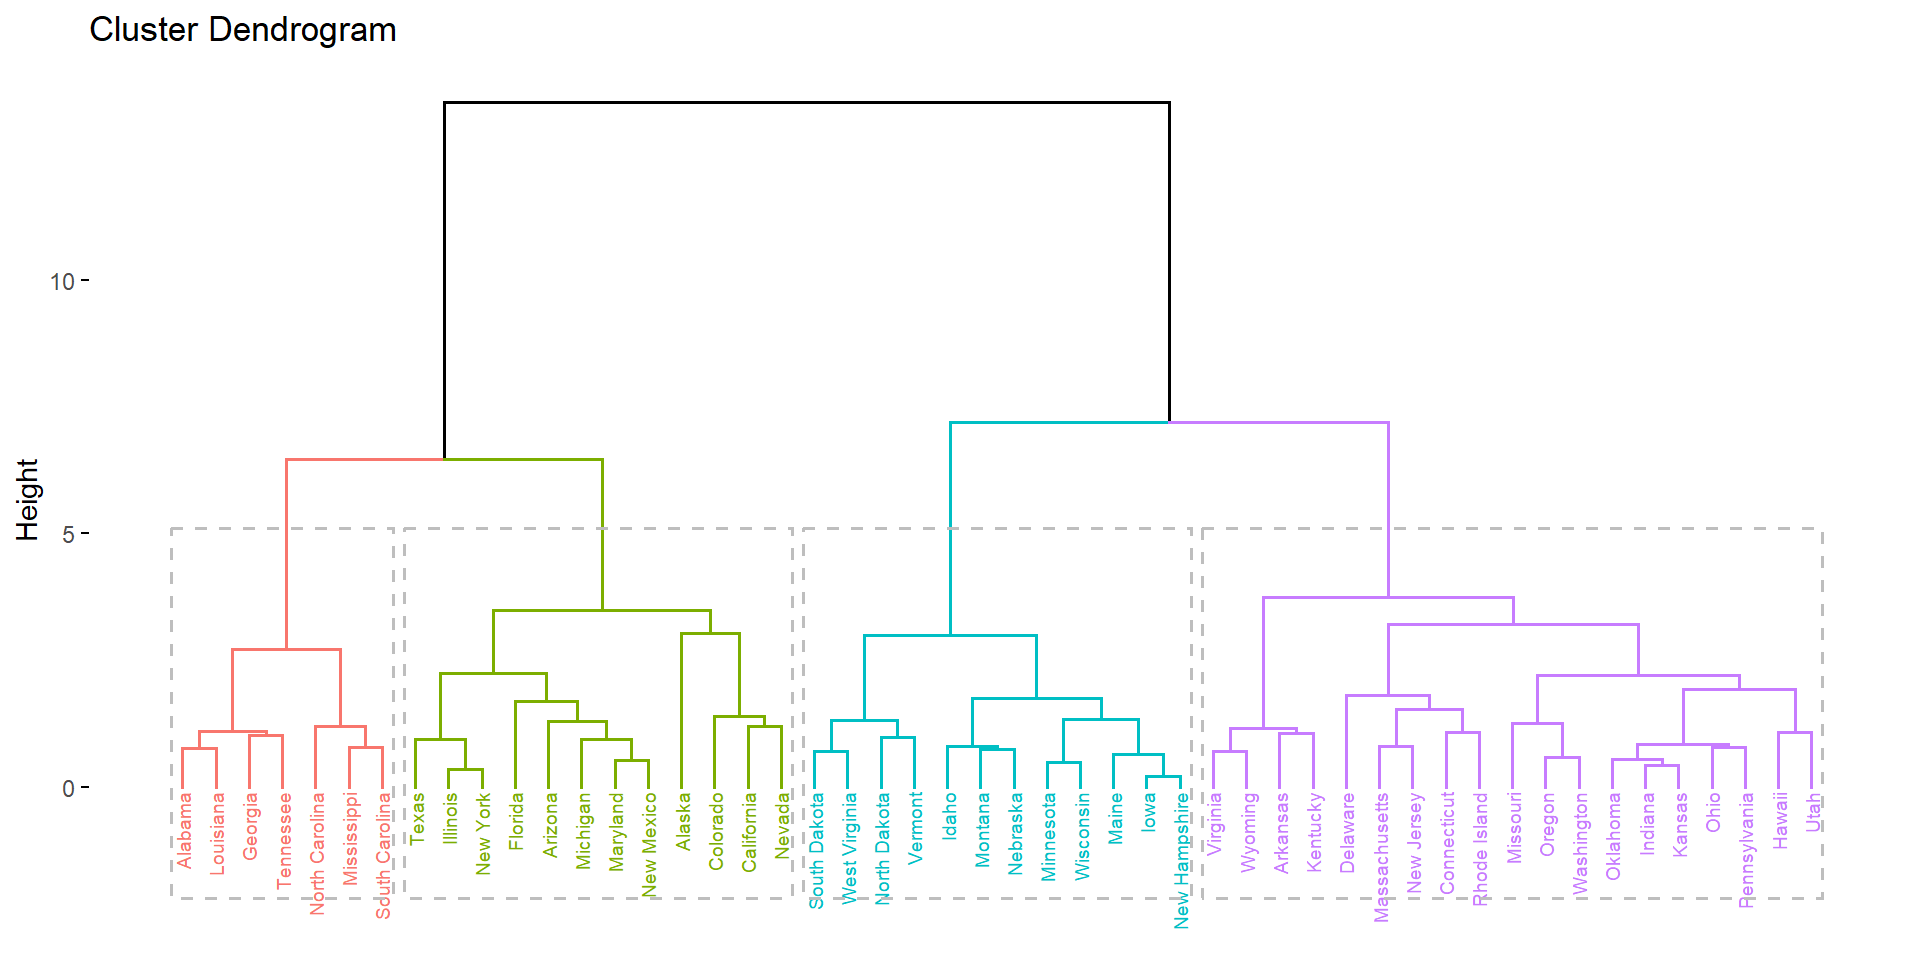 Cluster Dendrogram
10
5
0
Height
Alabama
Louisiana
Georgia
Tennessee
North Carolina
Mississippi
South Carolina
Texas
Illinois
New York
Florida
Arizona
Michigan
Maryland
New Mexico
Alaska
Colorado
California
Nevada
South Dakota
West Virginia
North Dakota
Vermont
Idaho
Montana
Nebraska
Minnesota
Wisconsin
Maine
Iowa
New Hampshire
Virginia
Wyoming
Arkansas
Kentucky
Delaware
Massachusetts
New Jersey
Connecticut
Rhode Island
Missouri
Oregon
Washington
Oklahoma
Indiana
Kansas
Ohio
Pennsylvania
Hawaii
Utah